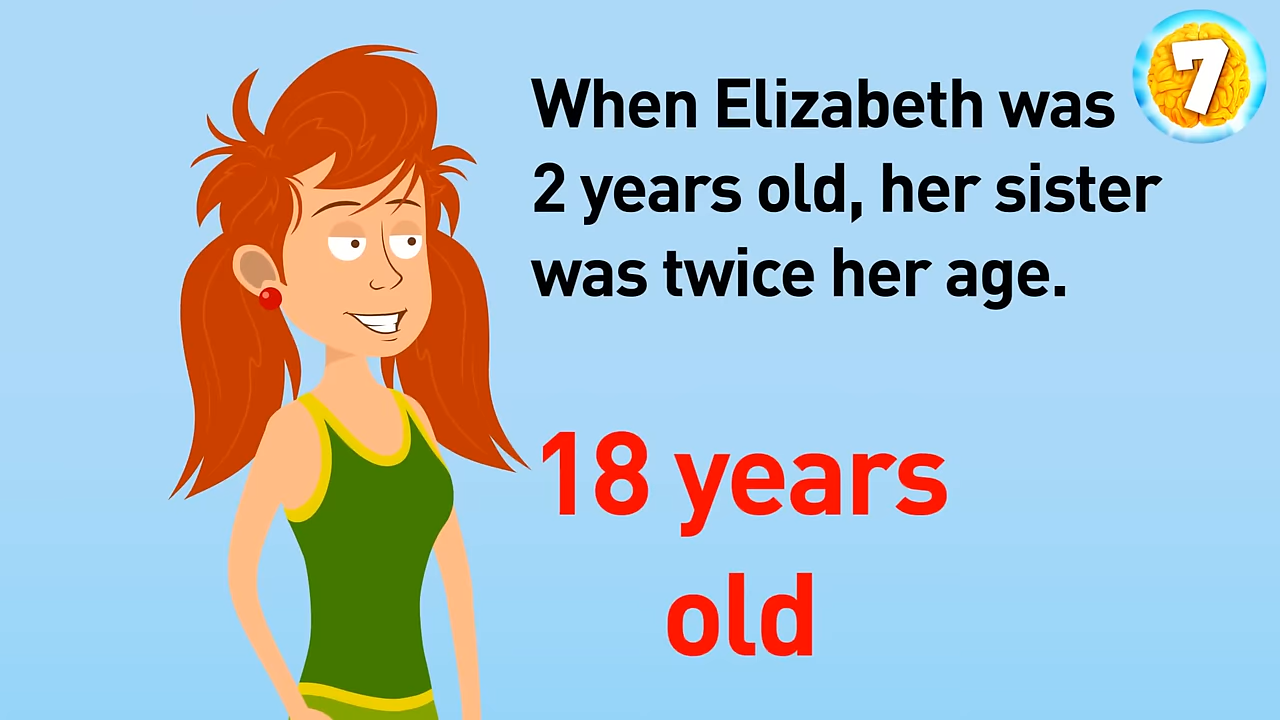 When Elizabeth was
2 years old, her sister
was twice her age.
18 years
old
7